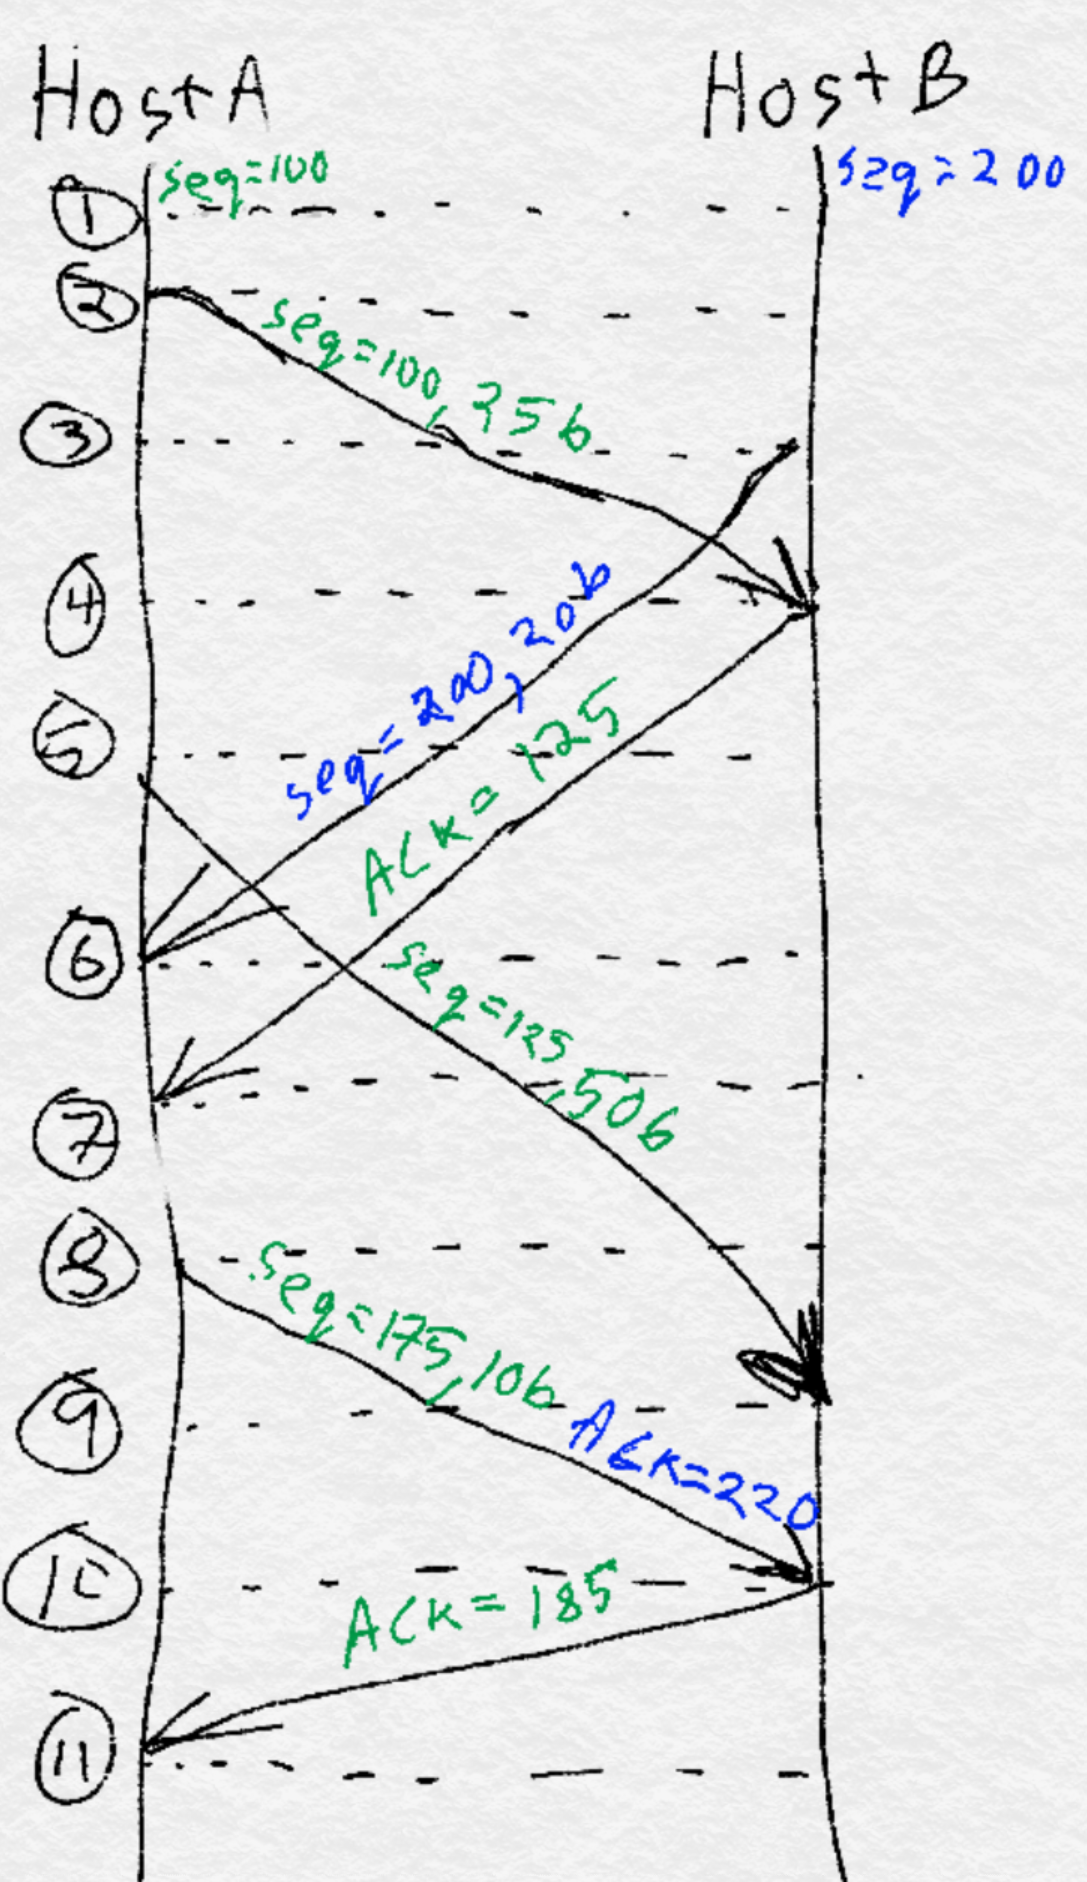 Host A
Host B
seq=100
seq=200
1
2
seq=100, 25b
3
4
seq=200, 20b
5
ACK=125
6
seq=125, 50b
7
8
seq=175, 10b ACK=220
9
10
ACK=185
11